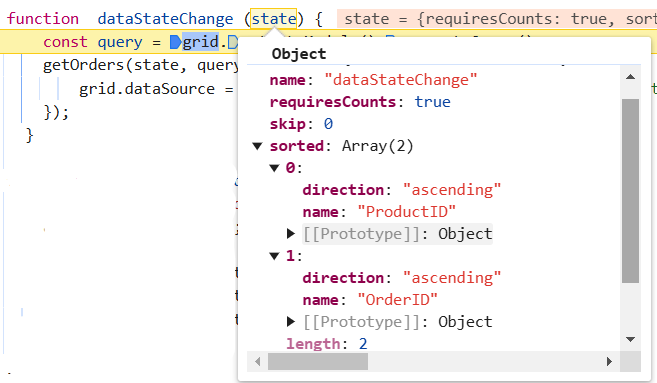 function dataStateChange (state) { state = {requiresCounts: true, sor
const query = grid.
Object
getOrders(state, query
name: "dataStateChange"
grid.dataSource =
requiresCounts: true
});
skip: 0
}
sorted: Array(2)
0:
direction: "ascending"
name: "ProductID"
[[Prototype]]: Object
1:
direction: "ascending"
name: "OrderID"
[[Prototype]]: Object
length: 2